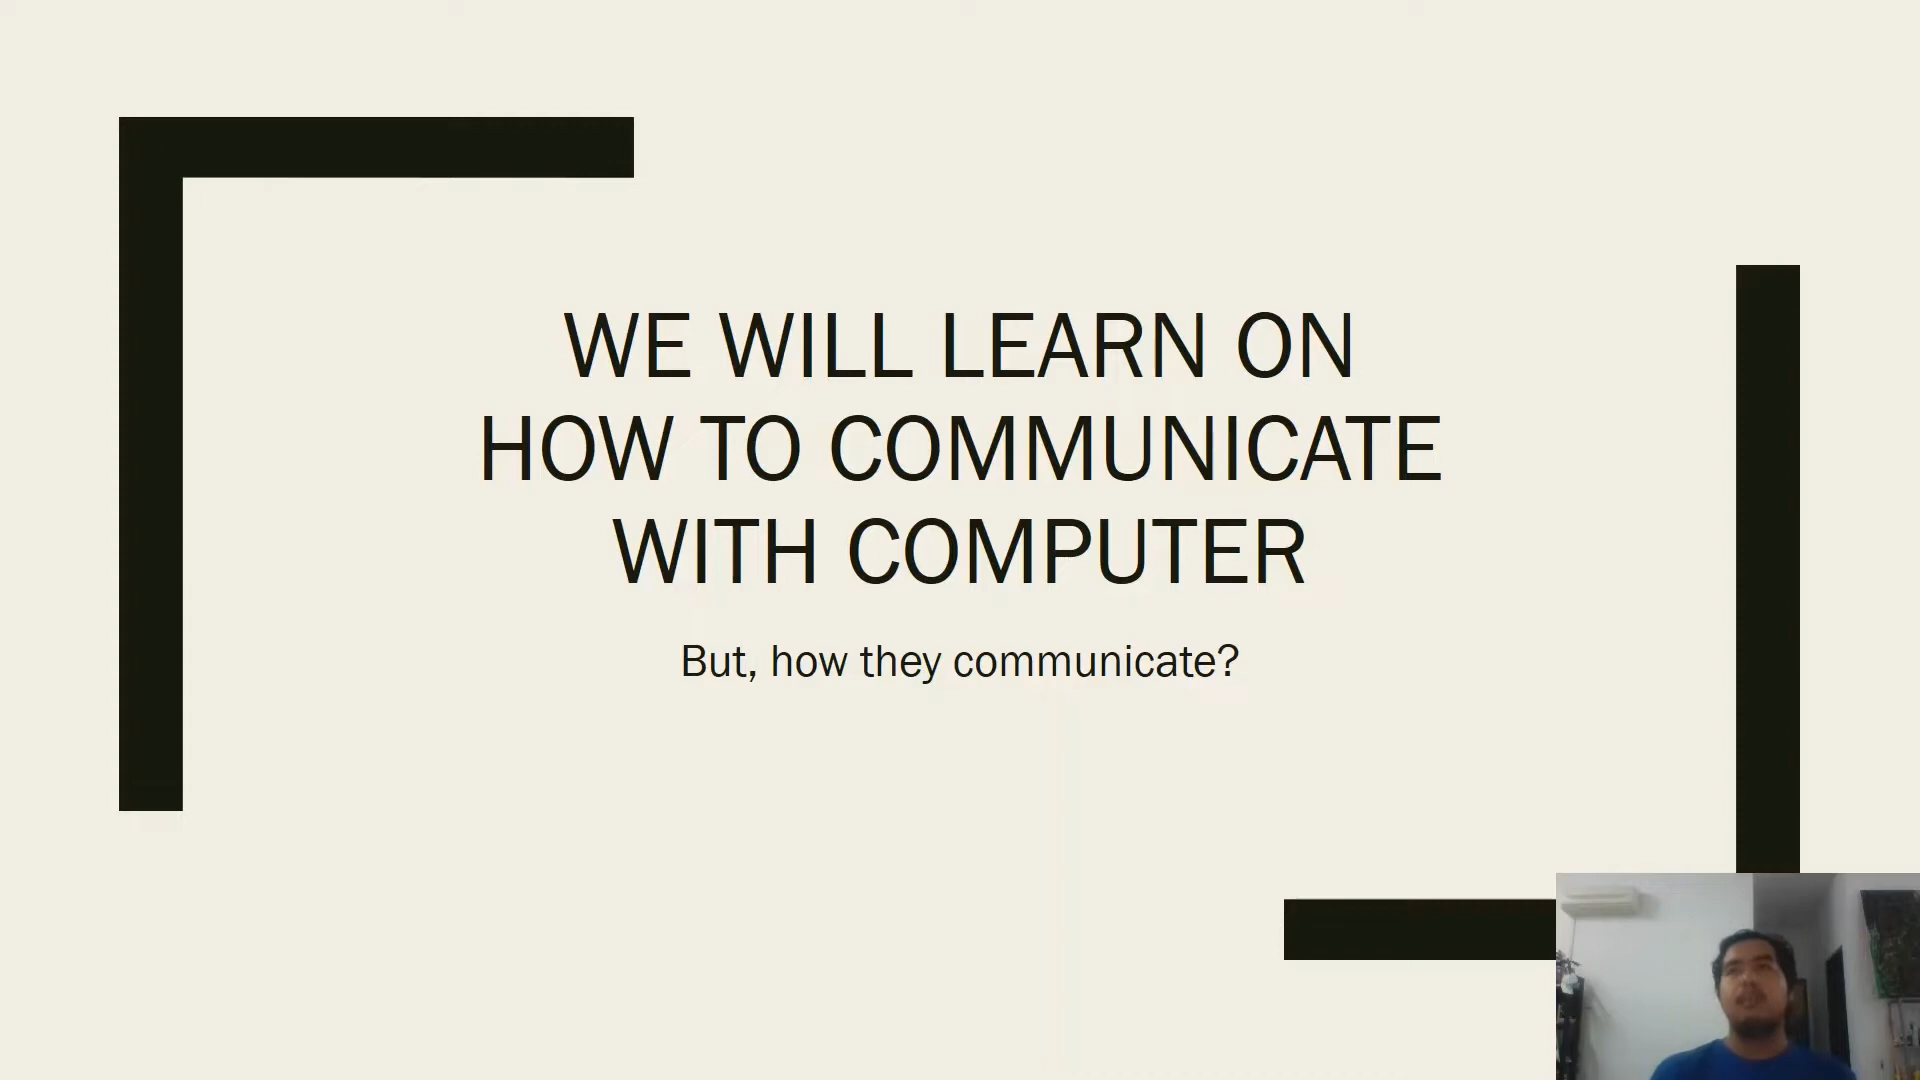 WE WILL LEARN ON
HOW TO COMMUNICATE
WITH COMPUTER
But, how they communicate?